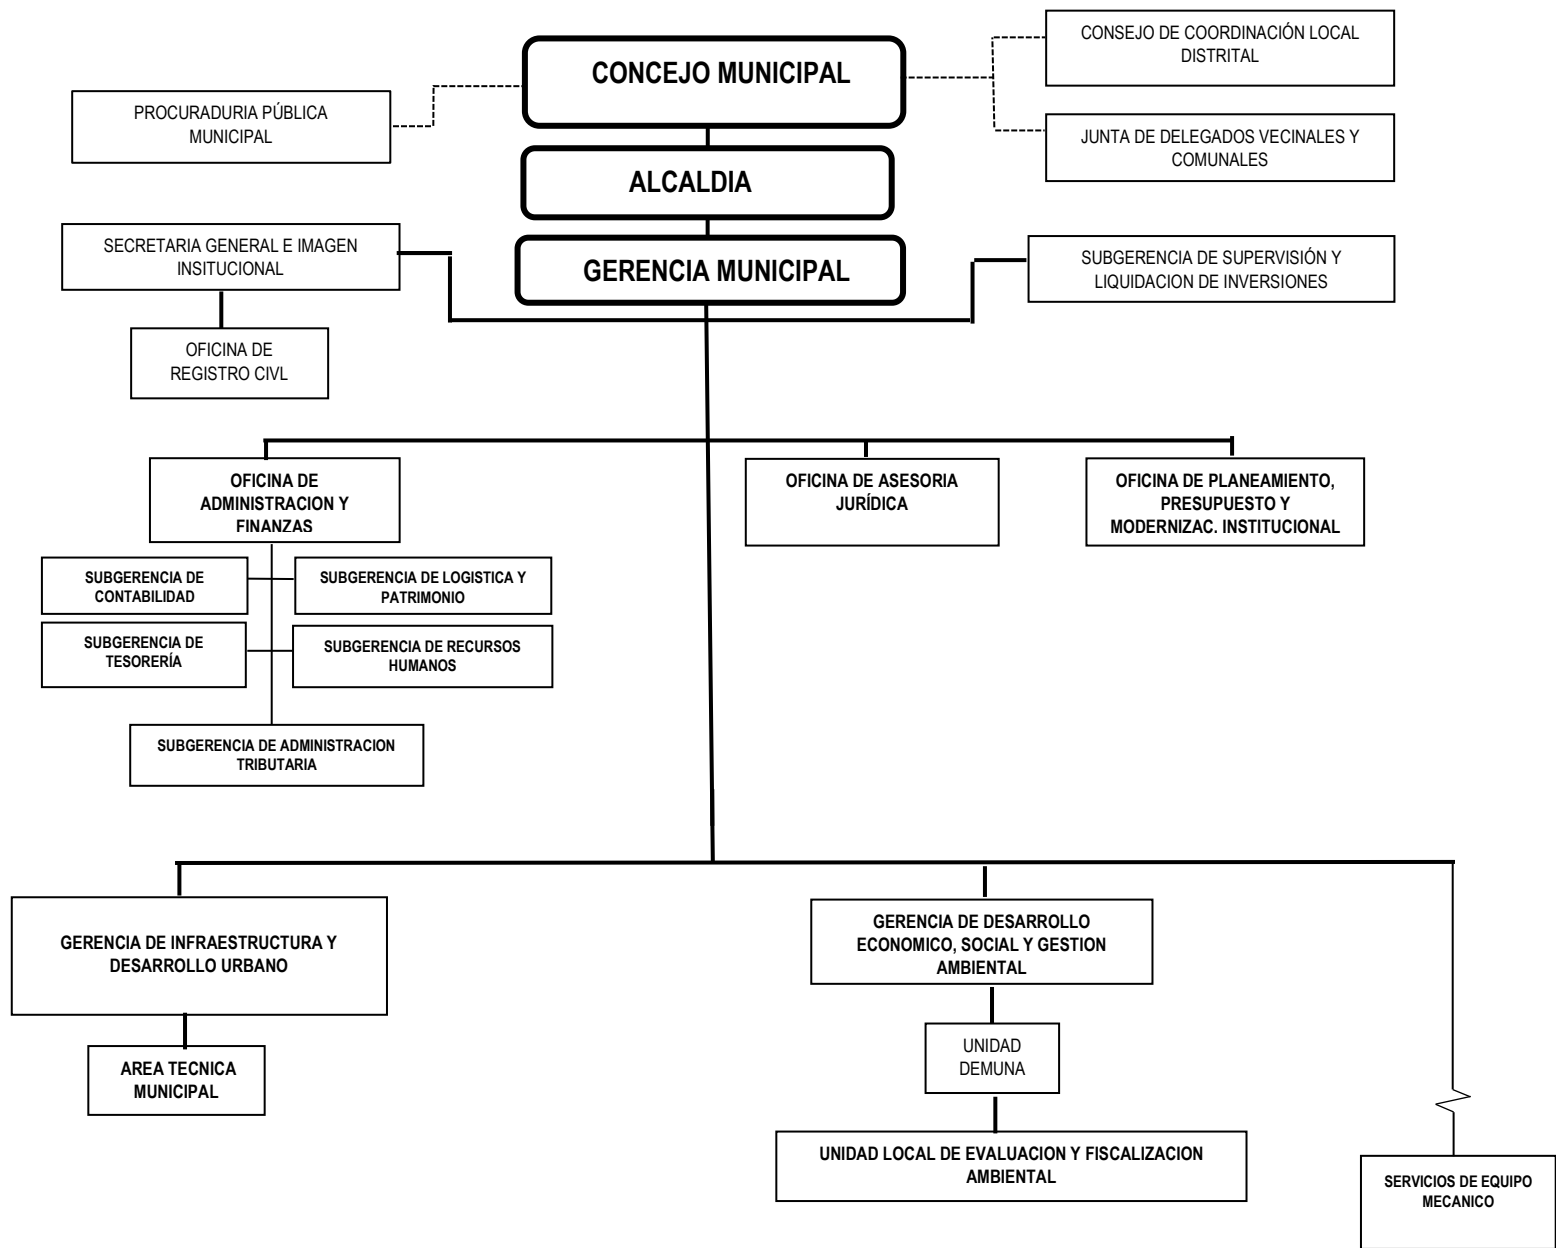 CONCEJO MUNICIPAL
CONSEJO DE COORDINACIÓN LOCAL
DISTRITAL
PROCURADURIA PÚBLICA
MUNICIPAL
JUNTA DE DELEGADOS VECINALES Y
COMUNALES
ALCALDIA
SECRETARIA GENERAL E IMAGEN
INSITUCIONAL
GERENCIA MUNICIPAL
SUBGERENCIA DE SUPERVISIÓN Y
LIQUIDACION DE INVERSIONES
OFICINA DE
REGISTRO CIVL
OFICINA DE
ADMINISTRACION Y
FINANZAS
OFICINA DE ASESORIA
JURÍDICA
OFICINA DE PLANEAMIENTO,
PRESUPUESTO Y
MODERNIZAC. INSTITUCIONAL
SUBGERENCIA DE
CONTABILIDAD
SUBGERENCIA DE LOGISTICA Y
PATRIMONIO
SUBGERENCIA DE
TESORERÍA
SUBGERENCIA DE RECURSOS
HUMANOS
SUBGERENCIA DE ADMINISTRACION
TRIBUTARIA
GERENCIA DE INFRAESTRUCTURA Y
DESARROLLO URBANO
GERENCIA DE DESARROLLO
ECONOMICO, SOCIAL Y GESTION
AMBIENTAL
AREA TECNICA
MUNICIPAL
UNIDAD
DEMUNA
UNIDAD LOCAL DE EVALUACION Y FISCALIZACION
AMBIENTAL
SERVICIOS DE EQUIPO
MECANICO